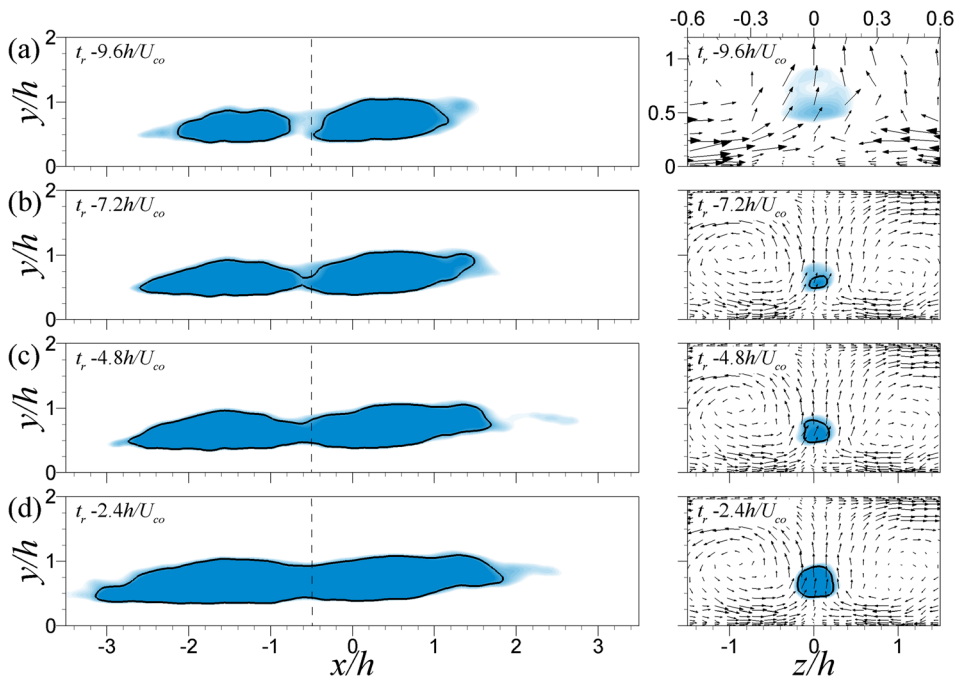 -0.6 -0.3 0 0.3 0.6
(a) y/h 2 1 0 t_r -9.6h/U_co
1 0.5 0 t_r -9.6h/U_co
(b) y/h 2 1 0 t_r -7.2h/U_co
t_r -7.2h/U_co
(c) y/h 2 1 0 t_r -4.8h/U_co
t_r -4.8h/U_co
(d) y/h 2 1 0 t_r -2.4h/U_co
t_r -2.4h/U_co
-3 -2 -1 0 1 2 3
x/h
-1 0 1
z/h